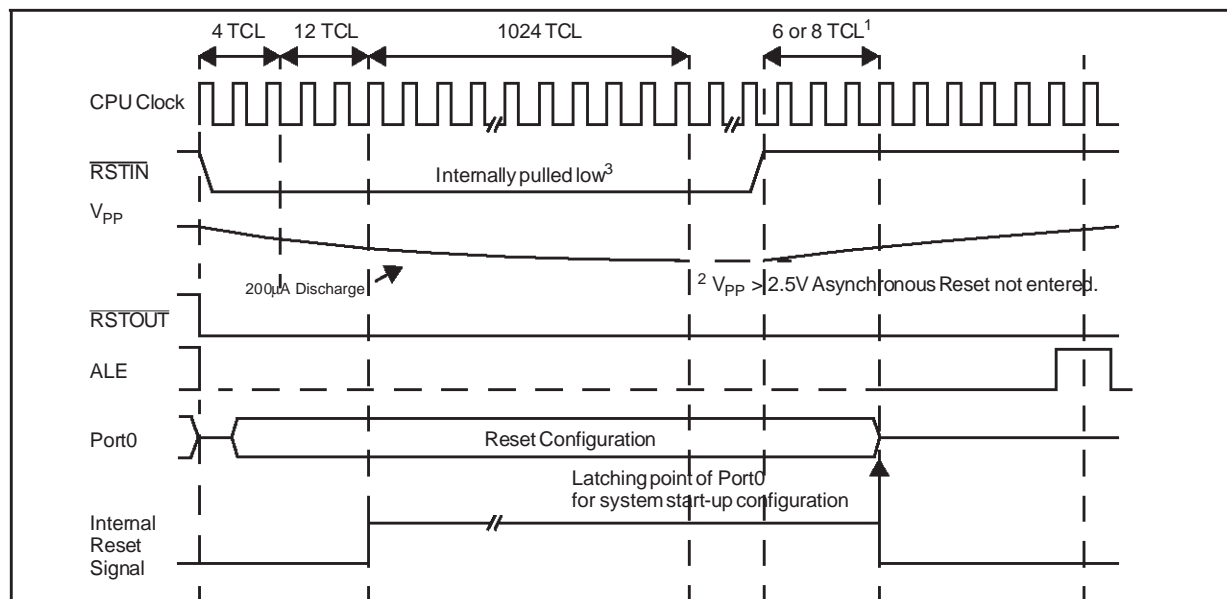 4 TCL 12 TCL 1024 TCL 6 or 8 TCL¹
CPU Clock
RSTIN Internally pulled low³
VPP
200µA Discharge
² VPP > 2.5V Asynchronous Reset not entered.
RSTOUT
ALE
Port0 Reset Configuration
Latching point of Port0
for system start-up configuration
Internal
Reset
Signal